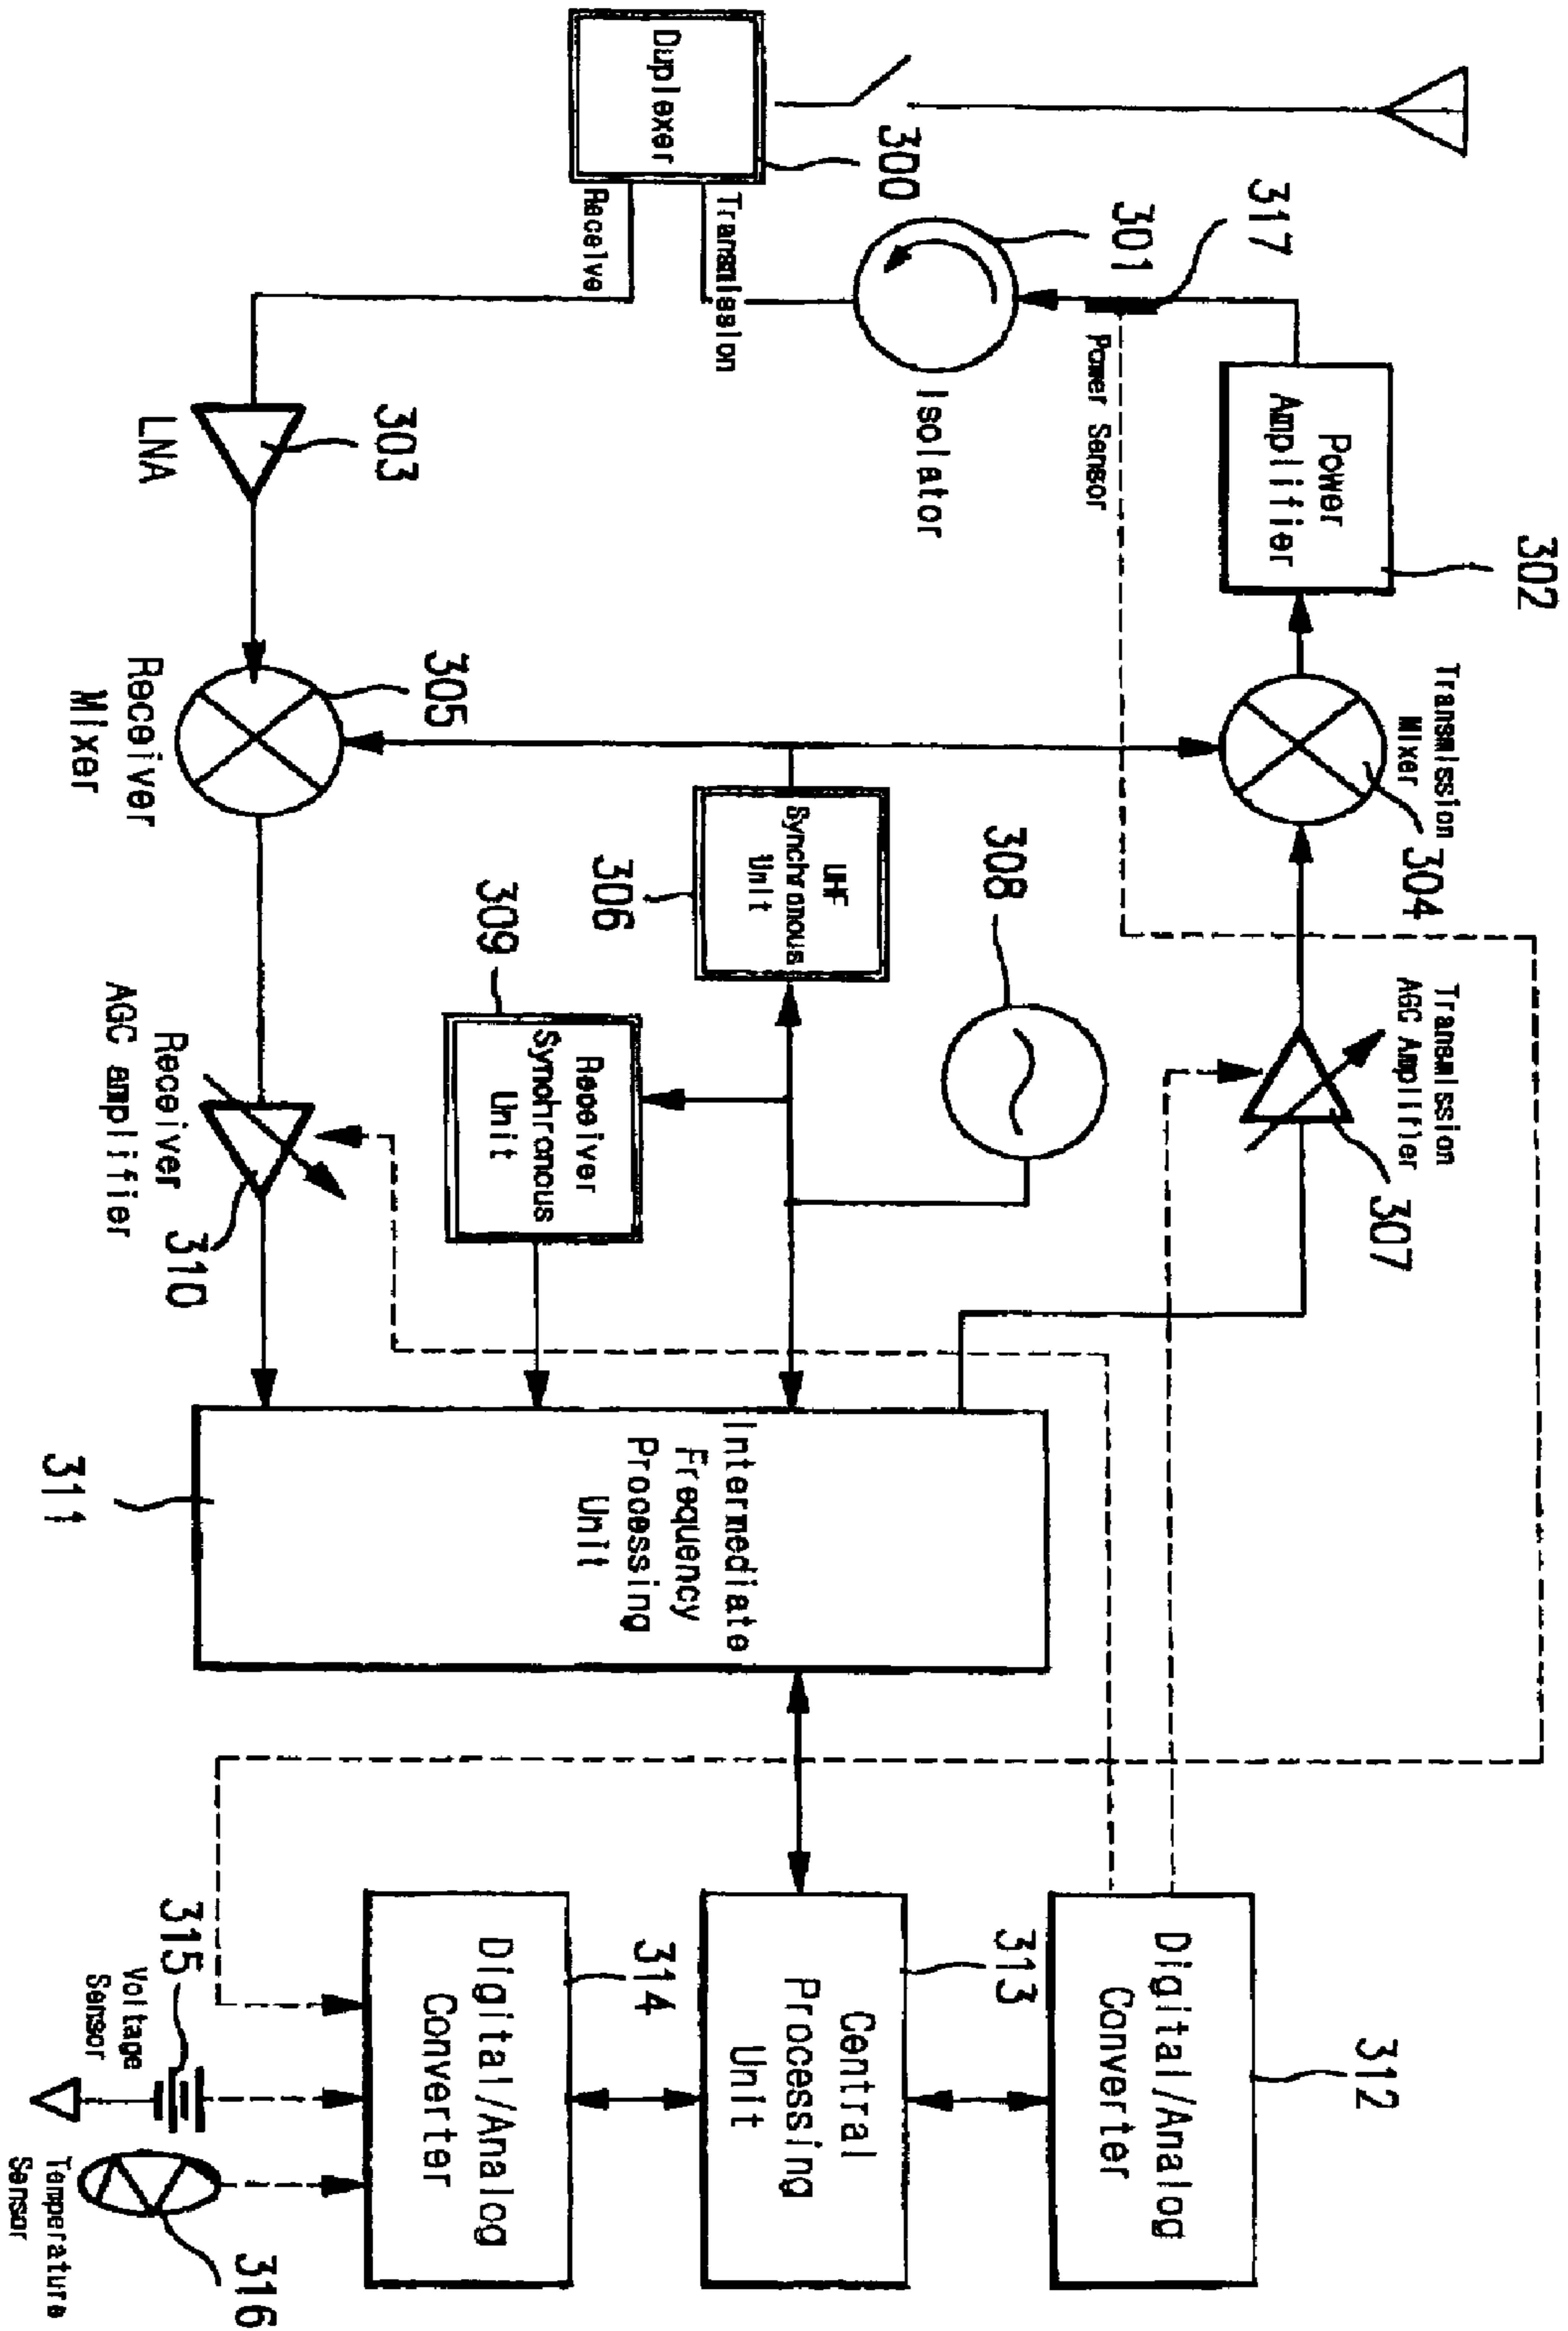 302
Transmission
Mixer
304
Transmission
AGC Amplifier
307
312
317
301
Power
Amplifier
Power Sensor
Digital/Analog
Converter
300
Isolator
308
313
Duplexer
Transmission
Receive
UHF
Synchronous
Unit
306
Intermediate
Frequency
Processing
Unit
Central
Processing
Unit
309
Receiver
Synchronous
Unit
314
303
LNA
305
Receiver
Mixer
Receiver
AGC amplifier
310
311
Digital/Analog
Converter
315
Voltage
Sensor
316
Temperature
Sensor